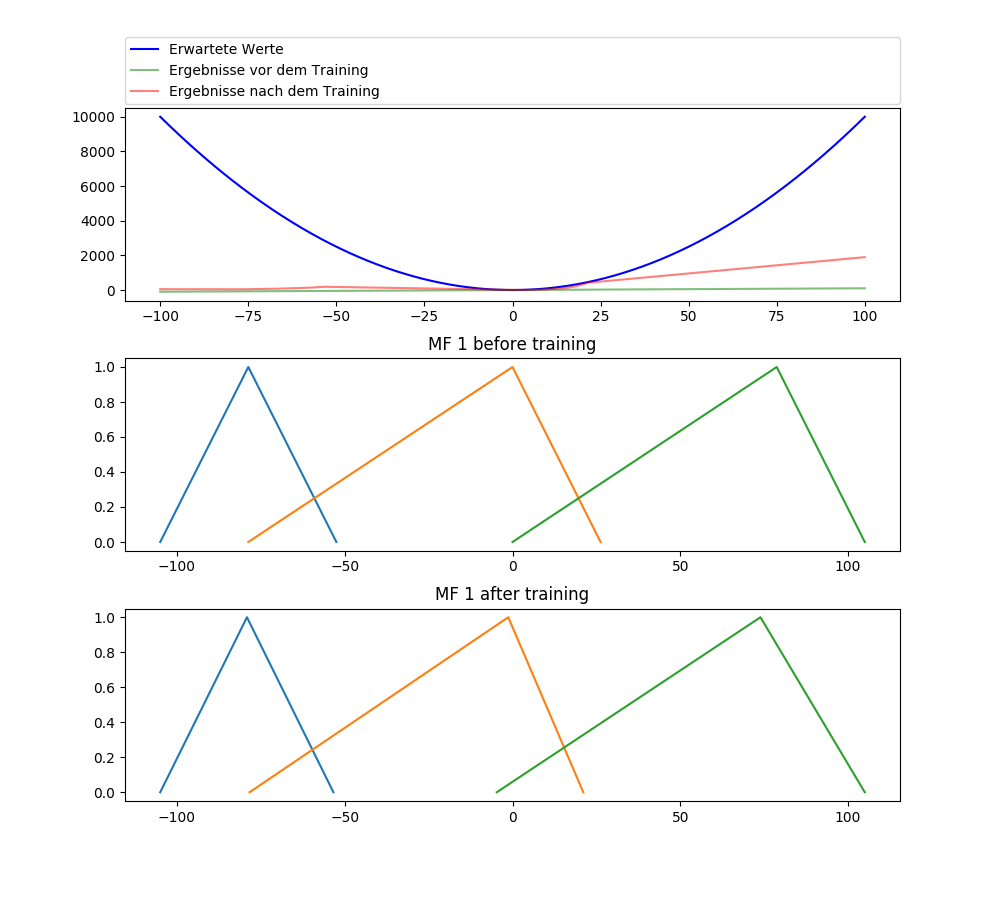 Erwartete Werte
Ergebnisse vor dem Training
Ergebnisse nach dem Training
10000
8000
6000
4000
2000
0
−100 −75 −50 −25 0 25 50 75 100
MF 1 before training
1.0
0.8
0.6
0.4
0.2
0.0
−100 −50 0 50 100
MF 1 after training
1.0
0.8
0.6
0.4
0.2
0.0
−100 −50 0 50 100